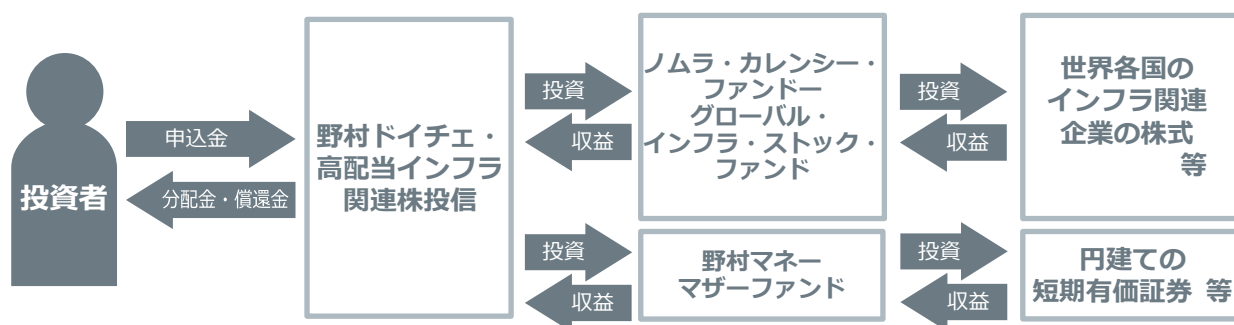 投資者
申込金
分配金・償還金
野村ドイチェ・
高配当インフラ
関連株投信
投資
収益
ノムラ・カレンシー・
ファンドー
グローバル・
インフラ・ストック・
ファンド
投資
収益
世界各国の
インフラ関連
企業の株式
等
投資
収益
野村マネー
マザーファンド
投資
収益
円建ての
短期有価証券 等